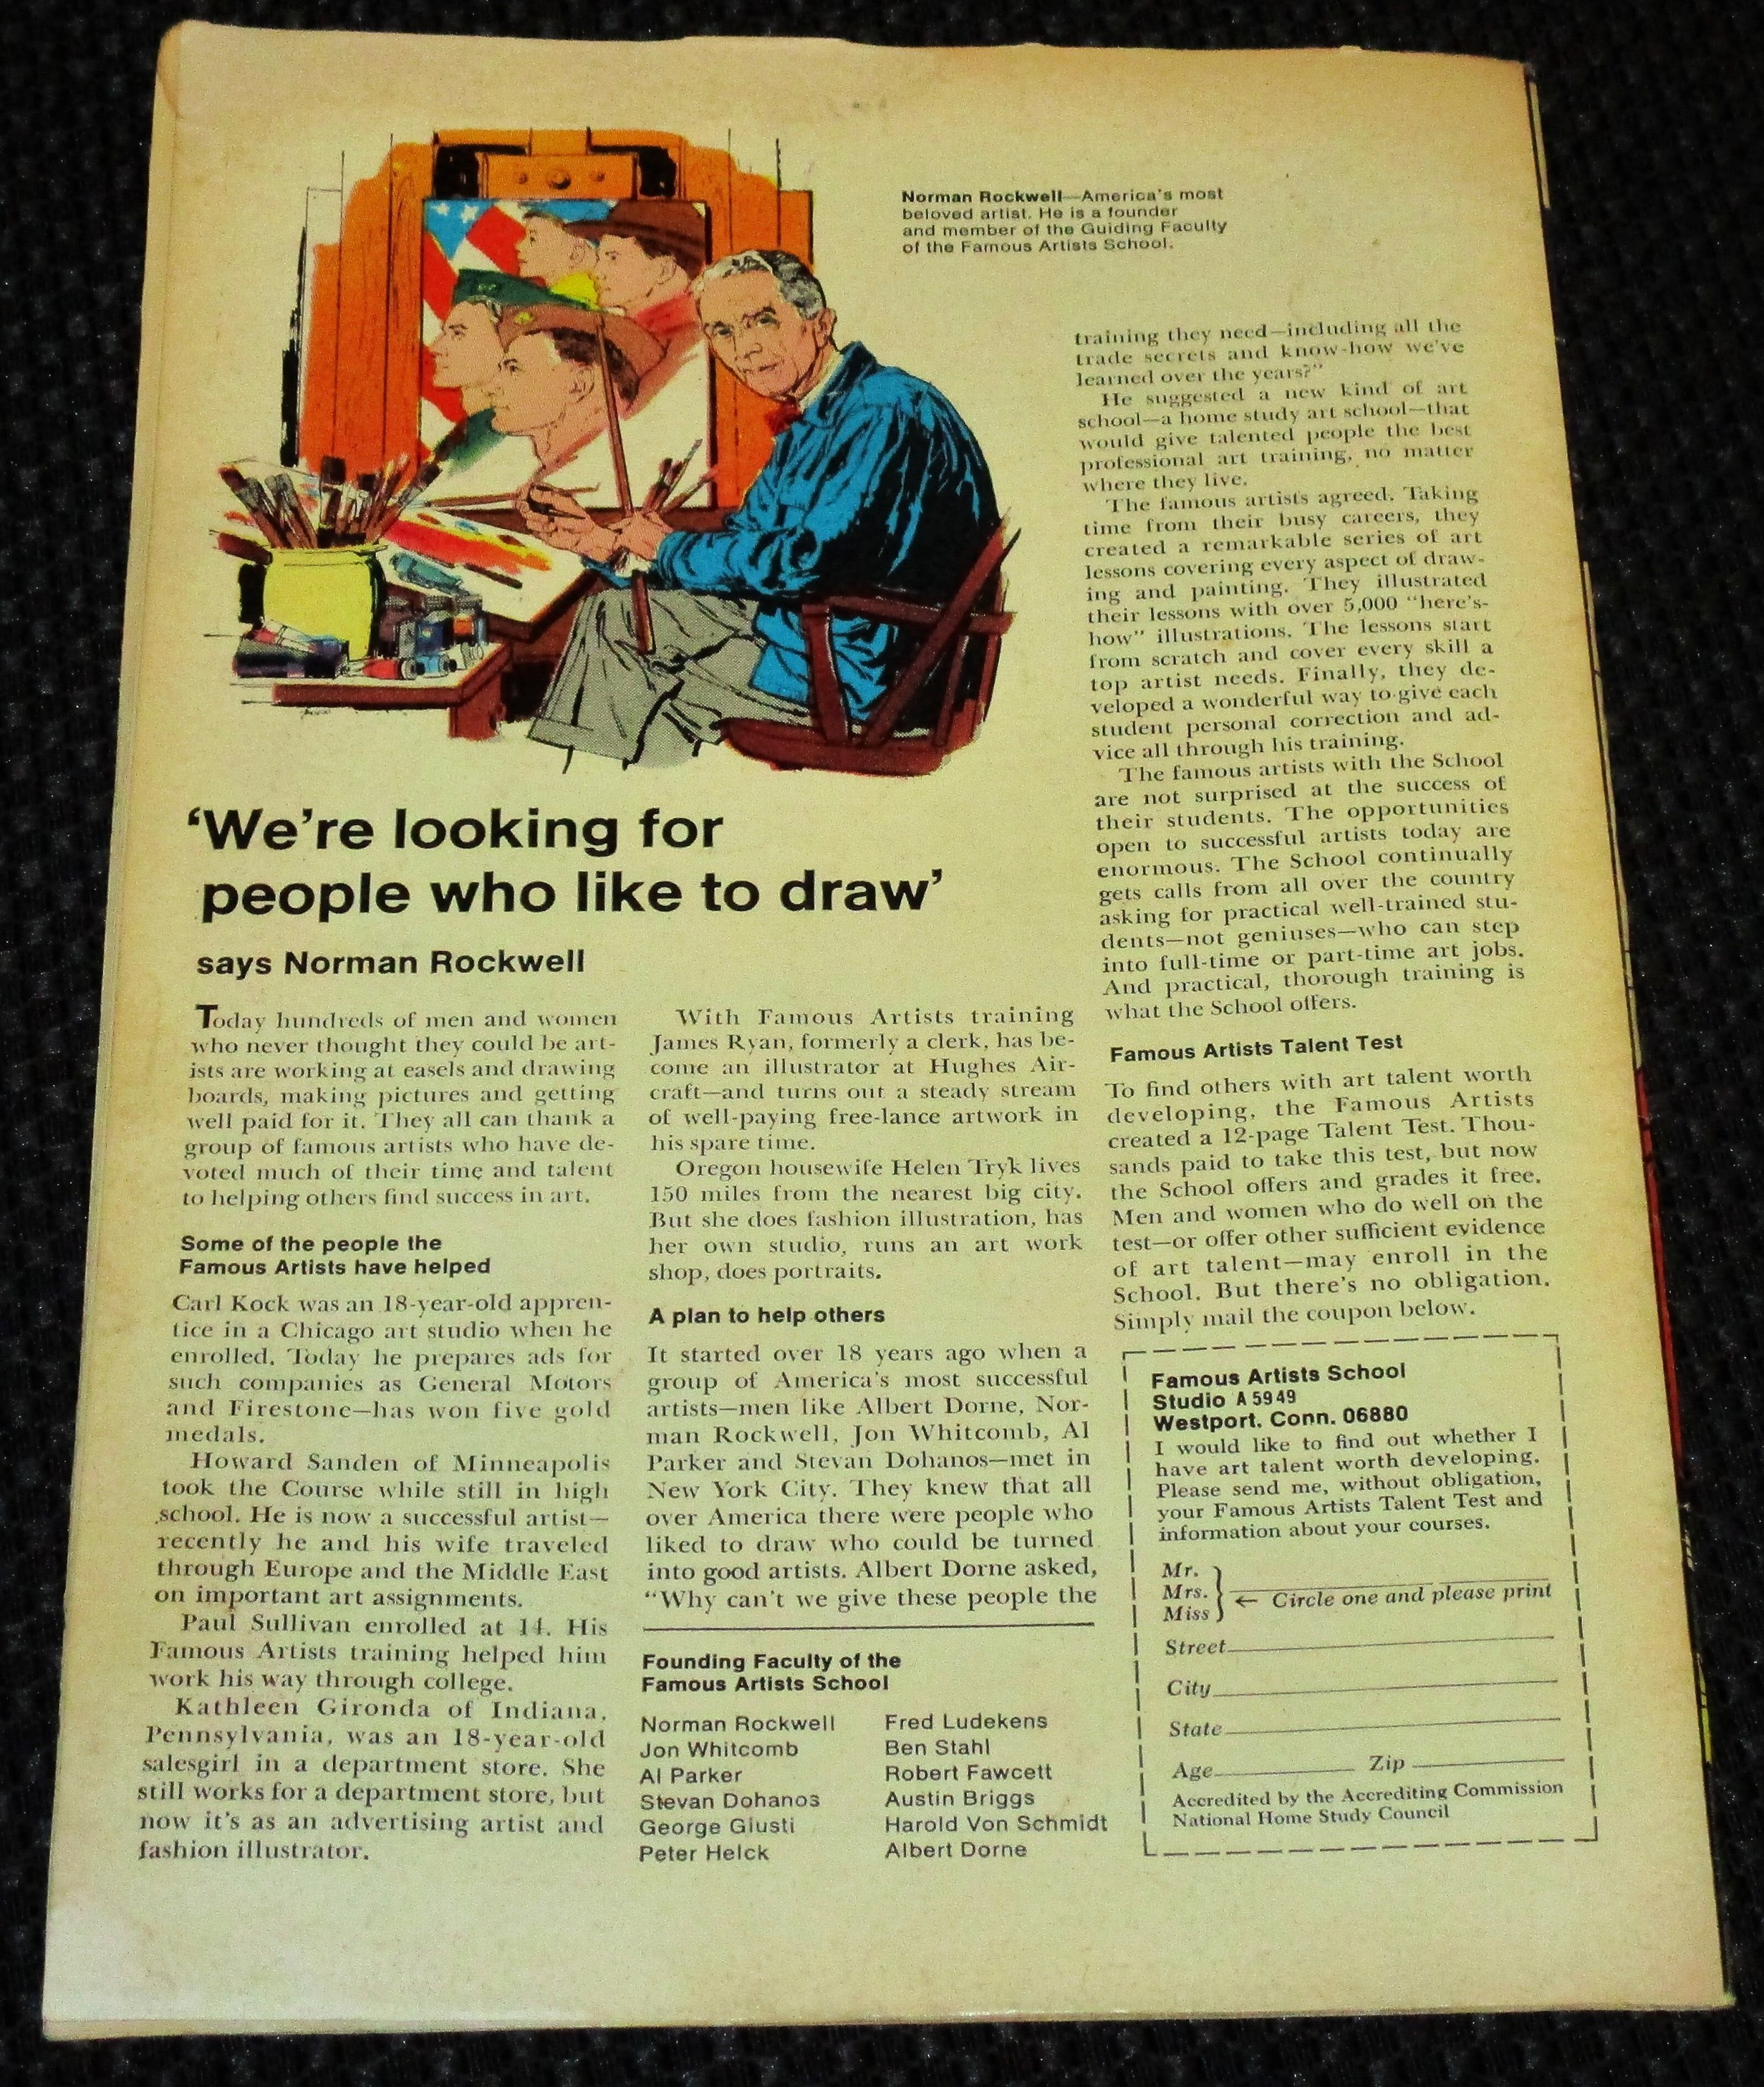 Norman Rockwell—America's most
beloved artist. He is a founder
and member of the Guiding Faculty
of the Famous Artists School.
'We're looking for
people who like to draw'
says Norman Rockwell
Today hundreds of men and women
who never thought they could be art-
ists are working at easels and drawing
boards, making pictures and getting
well paid for it. They all can thank a
group of famous artists who have de-
voted much of their time and talent
to helping others find success in art.
Some of the people the
Famous Artists have helped
Carl Kock was an 18-year-old appren-
tice in a Chicago art studio when he
enrolled. Today he prepares ads for
such companies as General Motors
and Firestone—has won five gold
medals.
Howard Sanden of Minneapolis
took the Course while still in high
school. He is now a successful artist—
recently he and his wife traveled
through Europe and the Middle East
on important art assignments.
Paul Sullivan enrolled at 14. His
Famous Artists training helped him
work his way through college.
Kathleen Gironda of Indiana,
Pennsylvania, was an 18-year-old
salesgirl in a department store. She
still works for a department store, but
now it's as an advertising artist and
fashion illustrator.
With Famous Artists training
James Ryan, formerly a clerk, has be-
come an illustrator at Hughes Air-
craft—and turns out a steady stream
of well-paying free-lance artwork in
his spare time.
Oregon housewife Helen Tryk lives
150 miles from the nearest big city.
But she does fashion illustration, has
her own studio, runs an art work
shop, does portraits.
A plan to help others
It started over 18 years ago when a
group of America's most successful
artists—men like Albert Dorne, Nor-
man Rockwell, Jon Whitcomb, Al
Parker and Stevan Dohanos—met in
New York City. They knew that all
over America there were people who
liked to draw who could be turned
into good artists. Albert Dorne asked,
"Why can't we give these people the
Founding Faculty of the
Famous Artists School
Norman Rockwell
Jon Whitcomb
Al Parker
Stevan Dohanos
George Giusti
Peter Helck
Fred Ludekens
Ben Stahl
Robert Fawcett
Austin Briggs
Harold Von Schmidt
Albert Dorne
training they need—including all the
trade secrets and know-how we've
learned over the years?"
He suggested a new kind of art
school—a home study art school—that
would give talented people the best
professional art training, no matter
where they live.
The famous artists agreed. Taking
time from their busy careers, they
created a remarkable series of art
lessons covering every aspect of draw-
ing and painting. They illustrated
their lessons with over 5,000 "here's-
how" illustrations. The lessons start
from scratch and cover every skill a
top artist needs. Finally, they de-
veloped a wonderful way to give each
student personal correction and ad-
vice all through his training.
The famous artists with the School
are not surprised at the success of
their students. The opportunities
open to successful artists today are
enormous. The School continually
gets calls from all over the country
asking for practical well-trained stu-
dents—not geniuses—who can step
into full-time or part-time art jobs.
And practical, thorough training is
what the School offers.
Famous Artists Talent Test
To find others with art talent worth
developing, the Famous Artists
created a 12-page Talent Test. Thou-
sands paid to take this test, but now
the School offers and grades it free.
Men and women who do well on the
test—or offer other sufficient evidence
of art talent—may enroll in the
School. But there's no obligation.
Simply mail the coupon below.
Famous Artists School
Studio A5949
Westport, Conn. 06880
I would like to find out whether I
have art talent worth developing.
Please send me, without obligation,
your Famous Artists Talent Test and
information about your courses.
Mr.
Mrs. ← Circle one and please print
Miss
Street
City
State
Age Zip
Accredited by the Accrediting Commission
National Home Study Council